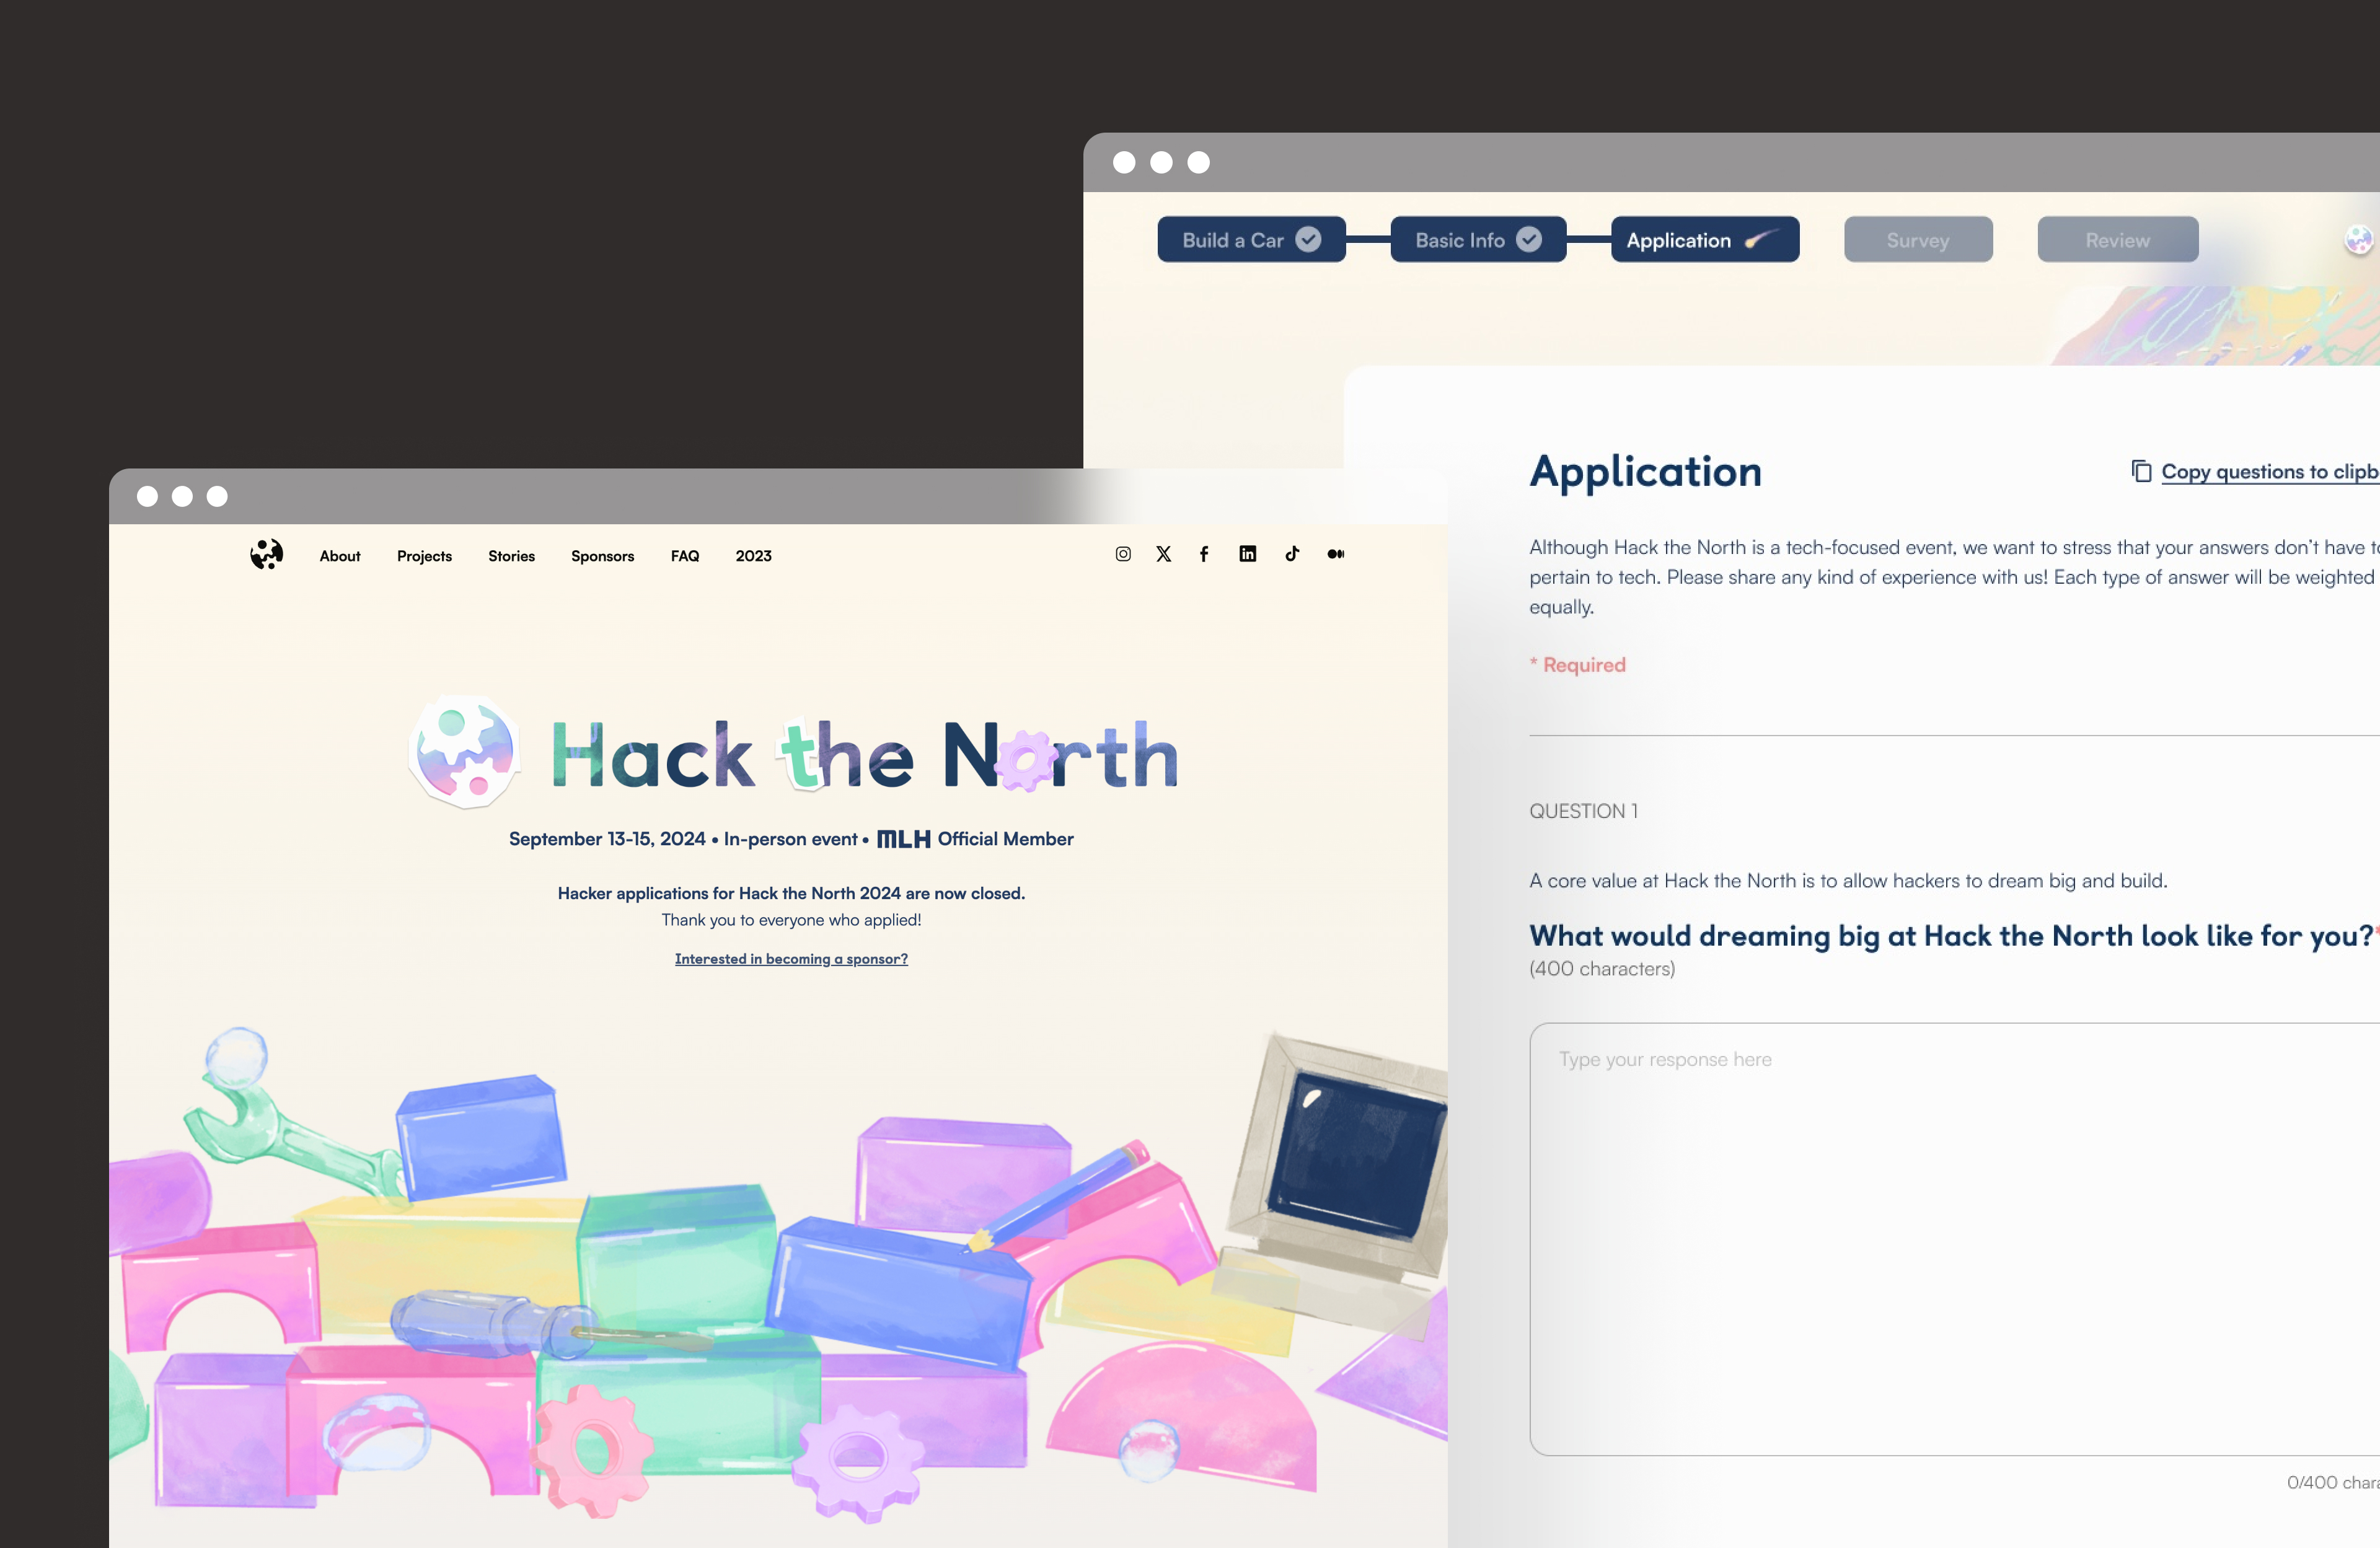 Build a Car
Basic Info
Application
Survey
Review
Application
Copy questions to
Although Hack the North is a tech-focused event, we want to stress that your answers don’t have
pertain to tech. Please share any kind of experience with us! Each type of answer will be weighted
equally.
* Required
QUESTION 1
A core value at Hack the North is to allow hackers to dream big and build.
What would dreaming big at Hack the North look like for you?*
(400 characters)
Type your response here
0/400
About Projects Stories Sponsors FAQ 2023
Hack the North
September 13-15, 2024 • In-person event • MLH Official Member
Hacker applications for Hack the North 2024 are now closed.
Thank you to everyone who applied!
Interested in becoming a sponsor?